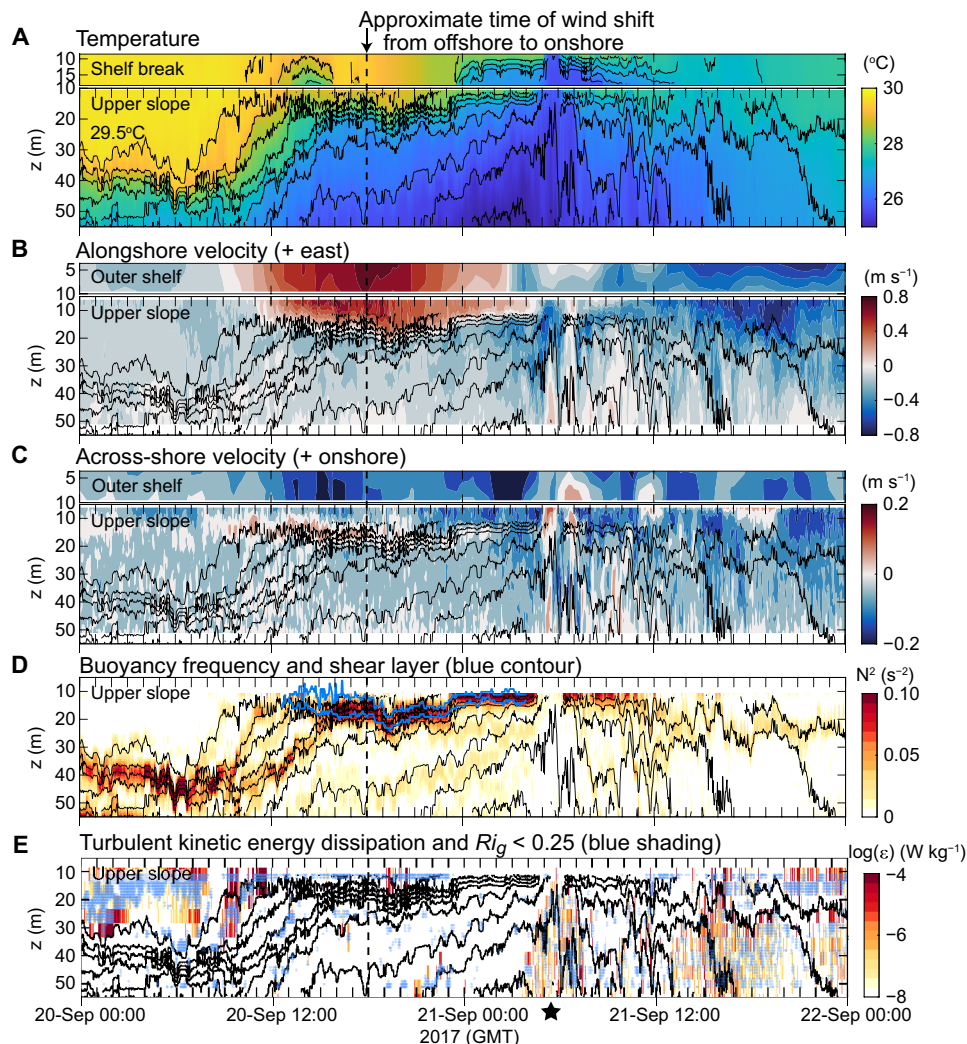 Approximate time of wind shift
from offshore to onshore
A
Temperature
Shelf break
10
15
Upper slope
29.5°C
10
20
30
40
50
z (m)
(°C)
30
28
26
B
Alongshore velocity (+ east)
Outer shelf
5
10
Upper slope
10
20
30
40
50
z (m)
(m s⁻¹)
0.8
0.4
0
−0.4
−0.8
C
Across-shore velocity (+ onshore)
Outer shelf
5
10
Upper slope
20
30
40
50
z (m)
(m s⁻¹)
0.2
0
−0.2
D
Buoyancy frequency and shear layer (blue contour)
Upper slope
10
20
30
40
50
z (m)
N² (s⁻²)
0.10
0.05
0
E
Turbulent kinetic energy dissipation and Ri_g < 0.25 (blue shading)
Upper slope
10
20
30
40
50
z (m)
log(ε) (W kg⁻¹)
−4
−6
−8
20-Sep 00:00
20-Sep 12:00
21-Sep 00:00
21-Sep 12:00
22-Sep 00:00
2017 (GMT)